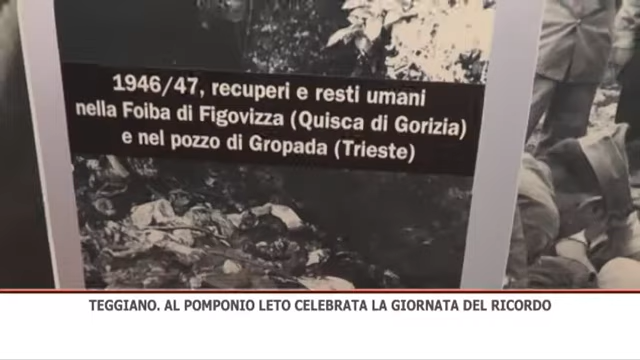 1946/47, recuperi e resti umani
nella Foiba di Figovizza (Quisca di Gorizia)
e nel pozzo di Gropada (Trieste)
TEGGIANO. AL POMPONIO LETO CELEBRATA LA GIORNATA DEL RICORDO